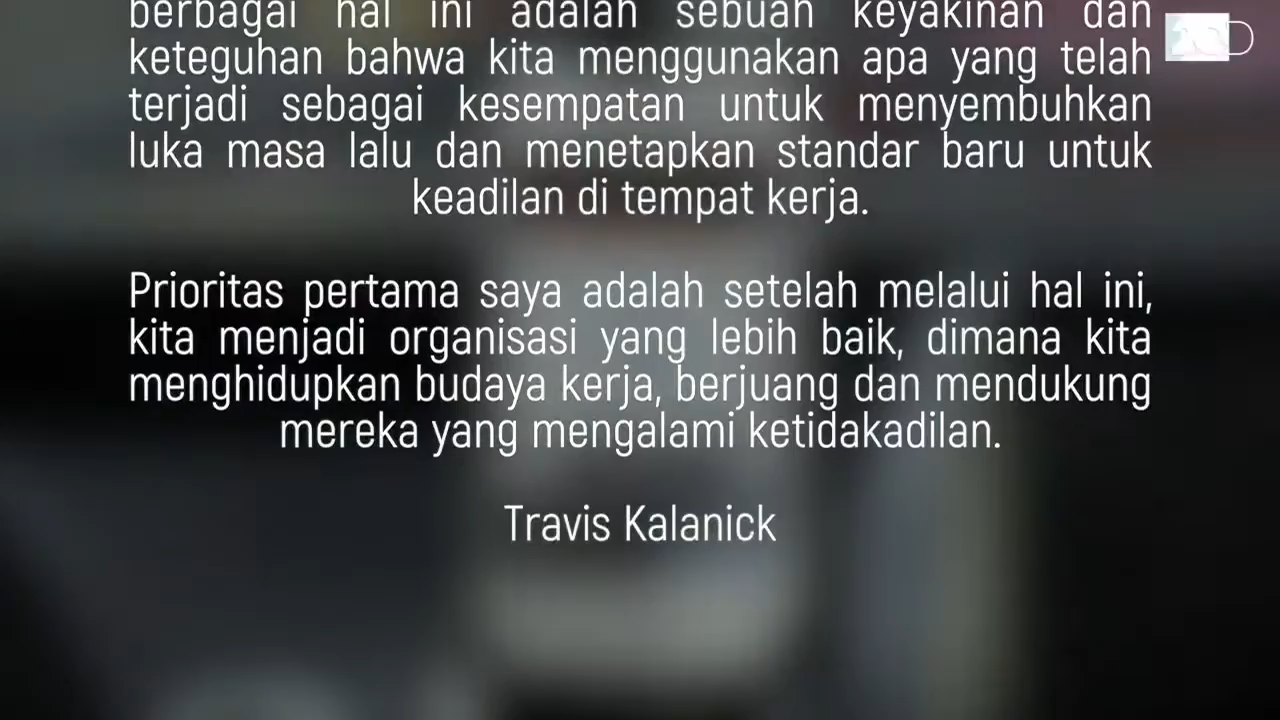 berbagai hal ini adalah sebuah keyakinan dan
keteguhan bahwa kita menggunakan apa yang telah
terjadi sebagai kesempatan untuk menyembuhkan
luka masa lalu dan menetapkan standar baru untuk
keadilan di tempat kerja.
Prioritas pertama saya adalah setelah melalui hal ini,
kita menjadi organisasi yang lebih baik, dimana kita
menghidupkan budaya kerja, berjuang dan mendukung
mereka yang mengalami ketidakadilan.
Travis Kalanick